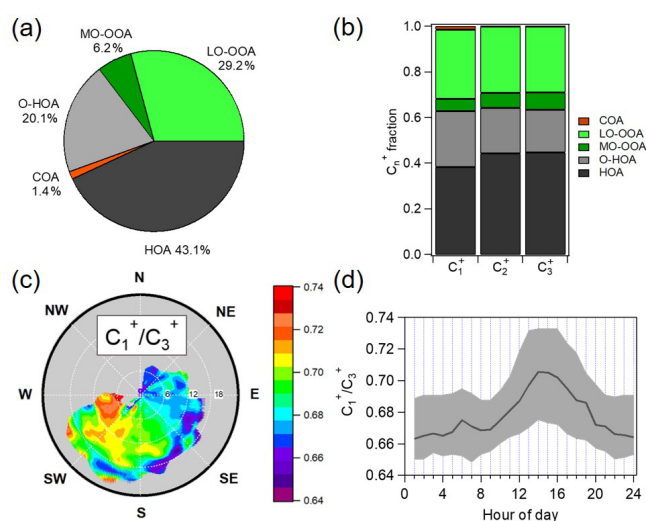 (a)
MO-OOA
6.2%
LO-OOA
29.2%
O-HOA
20.1%
COA
1.4%
HOA 43.1%
(b)
Cn+ fraction
1.0
0.8
0.6
0.4
0.2
0.0
C1+
C2+
C3+
COA
LO-OOA
MO-OOA
O-HOA
HOA
(c)
N
NW
NE
C1+/C3+
W
E
6
12
18
SW
SE
S
0.74
0.72
0.70
0.68
0.66
0.64
(d)
C1+/C3+
0.74
0.72
0.70
0.68
0.66
0.64
0
4
8
12
16
20
24
Hour of day